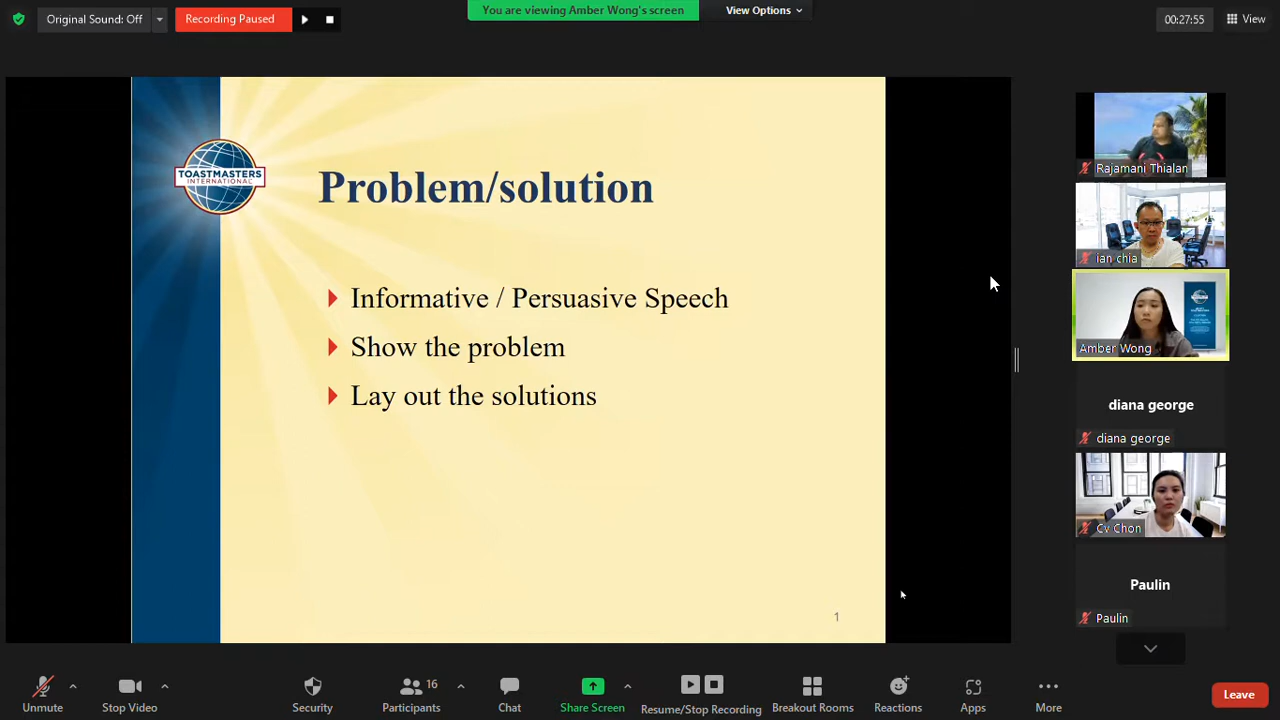 Original Sound: Off
Recording Paused
You are viewing Amber Wong's screen
View Options
00:27:55
View
TOASTMASTERS
INTERNATIONAL
Problem/solution
Informative / Persuasive Speech
Show the problem
Lay out the solutions
1
Rajamani Thialan
ian chia
Amber Wong
diana george
diana george
Cv Chon
Paulin
Paulin
Unmute
Stop Video
Security
16
Participants
Chat
Share Screen
Resume/Stop Recording
Breakout Rooms
Reactions
Apps
More
Leave